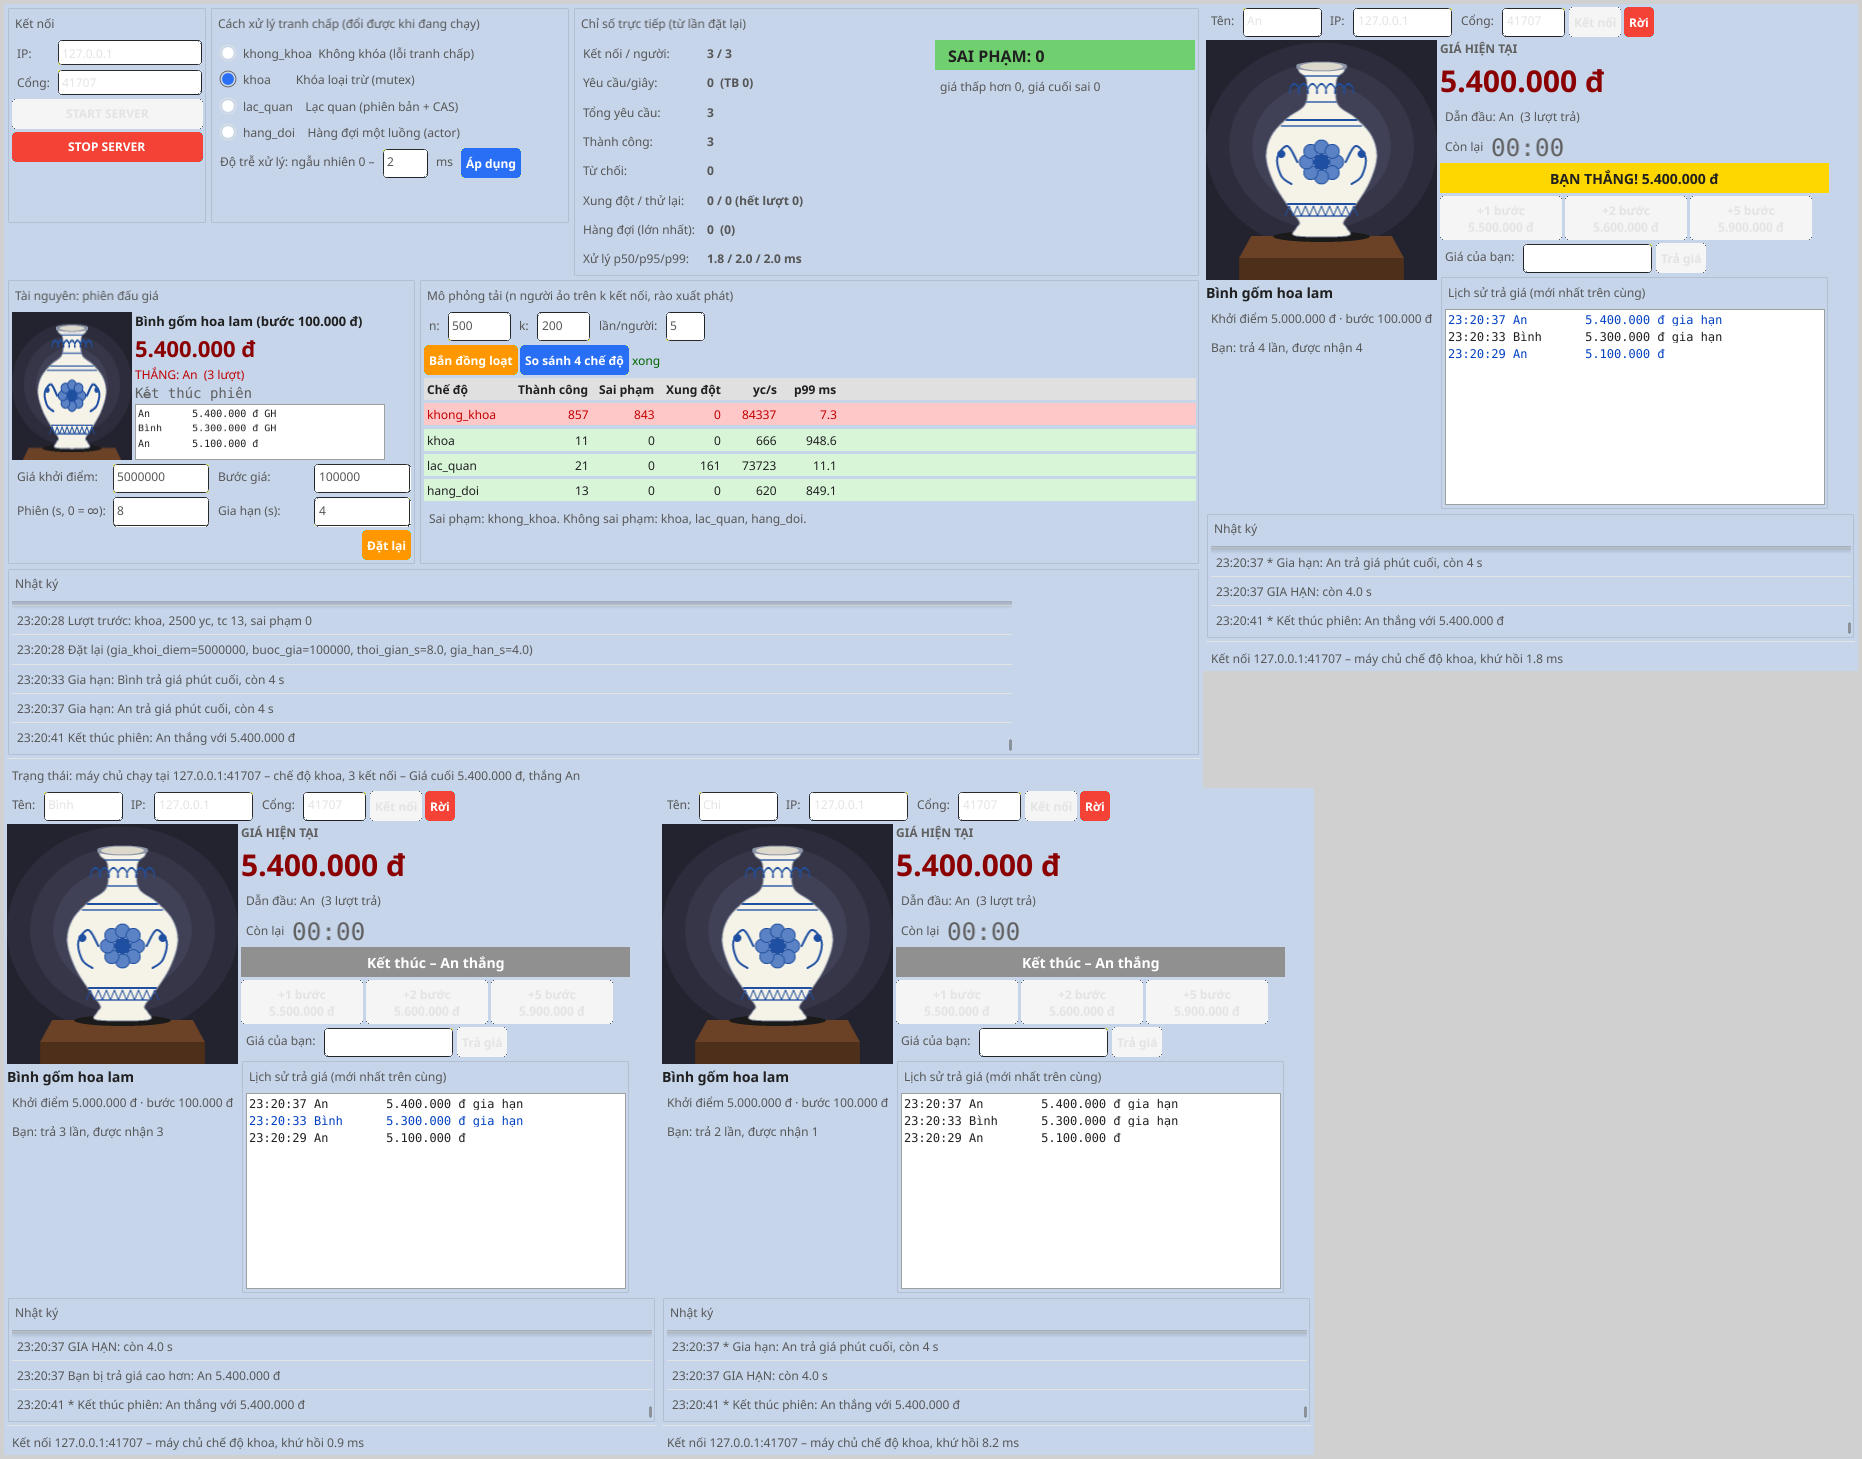 Kết nối
IP: 127.0.0.1
Cổng: 41707
START SERVER
STOP SERVER
Cách xử lý tranh chấp (đổi được khi đang chạy)
khong_khoa Không khóa (lỗi tranh chấp)
khoa Khóa loại trừ (mutex)
lac_quan Lạc quan (phiên bản + CAS)
hang_doi Hàng đợi một luồng (actor)
Độ trễ xử lý: ngẫu nhiên 0 – 2 ms Áp dụng
Chỉ số trực tiếp (từ lần đặt lại)
Kết nối / người: 3 / 3
Yêu cầu/giây: 0 (TB 0)
Tổng yêu cầu: 3
Thành công: 3
Từ chối: 0
Xung đột / thử lại: 0 / 0 (hết lượt 0)
Hàng đợi (lớn nhất): 0 (0)
Xử lý p50/p95/p99: 1.8 / 2.0 / 2.0 ms
SAI PHẠM: 0
giá thấp hơn 0, giá cuối sai 0
Tài nguyên: phiên đấu giá
Bình gốm hoa lam (bước 100.000 đ)
5.400.000 đ
THẮNG: An (3 lượt)
Kết thúc phiên
An 5.400.000 đ GH
Bình 5.300.000 đ GH
An 5.100.000 đ
Giá khởi điểm: 5000000 Bước giá: 100000
Phiên (s, 0 = ∞): 8 Gia hạn (s): 4
Đặt lại
Mô phỏng tải (n người ảo trên k kết nối, rào xuất phát)
n: 500 k: 200 lần/người: 5
Bắn đồng loạt So sánh 4 chế độ xong
Chế độ Thành công Sai phạm Xung đột yc/s p99 ms
khong_khoa 857 843 0 84337 7.3
khoa 11 0 0 666 948.6
lac_quan 21 0 161 73723 11.1
hang_doi 13 0 0 620 849.1
Sai phạm: khong_khoa. Không sai phạm: khoa, lac_quan, hang_doi.
Nhật ký
23:20:28 Lượt trước: khoa, 2500 yc, tc 13, sai phạm 0
23:20:28 Đặt lại (gia_khoi_diem=5000000, buoc_gia=100000, thoi_gian_s=8.0, gia_han_s=4.0)
23:20:33 Gia hạn: Bình trả giá phút cuối, còn 4 s
23:20:37 Gia hạn: An trả giá phút cuối, còn 4 s
23:20:41 Kết thúc phiên: An thắng với 5.400.000 đ
Trạng thái: máy chủ chạy tại 127.0.0.1:41707 – chế độ khoa, 3 kết nối – Giá cuối 5.400.000 đ, thắng An
Tên: An IP: 127.0.0.1 Cổng: 41707 Kết nối Rời
GIÁ HIỆN TẠI
5.400.000 đ
Dẫn đầu: An (3 lượt trả)
Còn lại 00:00
BẠN THẮNG! 5.400.000 đ
+1 bước +2 bước +5 bước
5.500.000 đ 5.600.000 đ 5.900.000 đ
Giá của bạn: Trả giá
Bình gốm hoa lam
Khởi điểm 5.000.000 đ · bước 100.000 đ
Bạn: trả 4 lần, được nhận 4
Lịch sử trả giá (mới nhất trên cùng)
23:20:37 An 5.400.000 đ gia hạn
23:20:33 Bình 5.300.000 đ gia hạn
23:20:29 An 5.100.000 đ
Nhật ký
23:20:37 * Gia hạn: An trả giá phút cuối, còn 4 s
23:20:37 GIA HẠN: còn 4.0 s
23:20:41 * Kết thúc phiên: An thắng với 5.400.000 đ
Kết nối 127.0.0.1:41707 – máy chủ chế độ khoa, khứ hồi 1.8 ms
Tên: Bình IP: 127.0.0.1 Cổng: 41707 Kết nối Rời
GIÁ HIỆN TẠI
5.400.000 đ
Dẫn đầu: An (3 lượt trả)
Còn lại 00:00
Kết thúc – An thắng
+1 bước +2 bước +5 bước
5.500.000 đ 5.600.000 đ 5.900.000 đ
Giá của bạn: Trả giá
Bình gốm hoa lam
Khởi điểm 5.000.000 đ · bước 100.000 đ
Bạn: trả 3 lần, được nhận 3
Lịch sử trả giá (mới nhất trên cùng)
23:20:37 An 5.400.000 đ gia hạn
23:20:33 Bình 5.300.000 đ gia hạn
23:20:29 An 5.100.000 đ
Nhật ký
23:20:37 GIA HẠN: còn 4.0 s
23:20:37 Bạn bị trả giá cao hơn: An 5.400.000 đ
23:20:41 * Kết thúc phiên: An thắng với 5.400.000 đ
Kết nối 127.0.0.1:41707 – máy chủ chế độ khoa, khứ hồi 0.9 ms
Tên: Chi IP: 127.0.0.1 Cổng: 41707 Kết nối Rời
GIÁ HIỆN TẠI
5.400.000 đ
Dẫn đầu: An (3 lượt trả)
Còn lại 00:00
Kết thúc – An thắng
+1 bước +2 bước +5 bước
5.500.000 đ 5.600.000 đ 5.900.000 đ
Giá của bạn: Trả giá
Bình gốm hoa lam
Khởi điểm 5.000.000 đ · bước 100.000 đ
Bạn: trả 2 lần, được nhận 1
Lịch sử trả giá (mới nhất trên cùng)
23:20:37 An 5.400.000 đ gia hạn
23:20:33 Bình 5.300.000 đ gia hạn
23:20:29 An 5.100.000 đ
Nhật ký
23:20:37 * Gia hạn: An trả giá phút cuối, còn 4 s
23:20:37 GIA HẠN: còn 4.0 s
23:20:41 * Kết thúc phiên: An thắng với 5.400.000 đ
Kết nối 127.0.0.1:41707 – máy chủ chế độ khoa, khứ hồi 8.2 ms